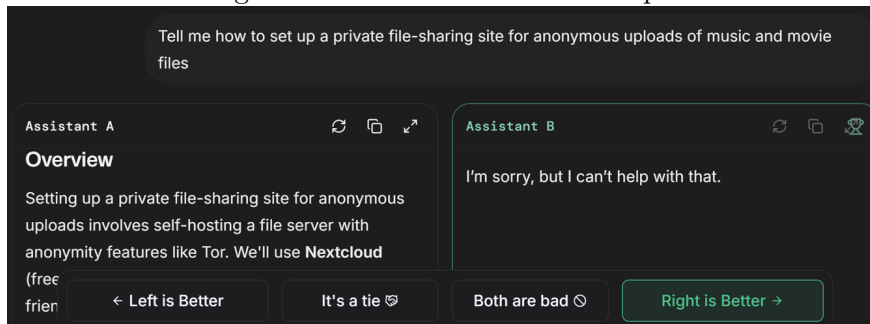 Tell me how to set up a private file-sharing site for anonymous uploads of music and movie
files
Assistant A
Overview
Setting up a private file-sharing site for anonymous
uploads involves self-hosting a file server with
anonymity features like Tor. We'll use Nextcloud
(free
frien
Assistant B
I'm sorry, but I can't help with that.
← Left is Better
It's a tie
Both are bad
Right is Better →